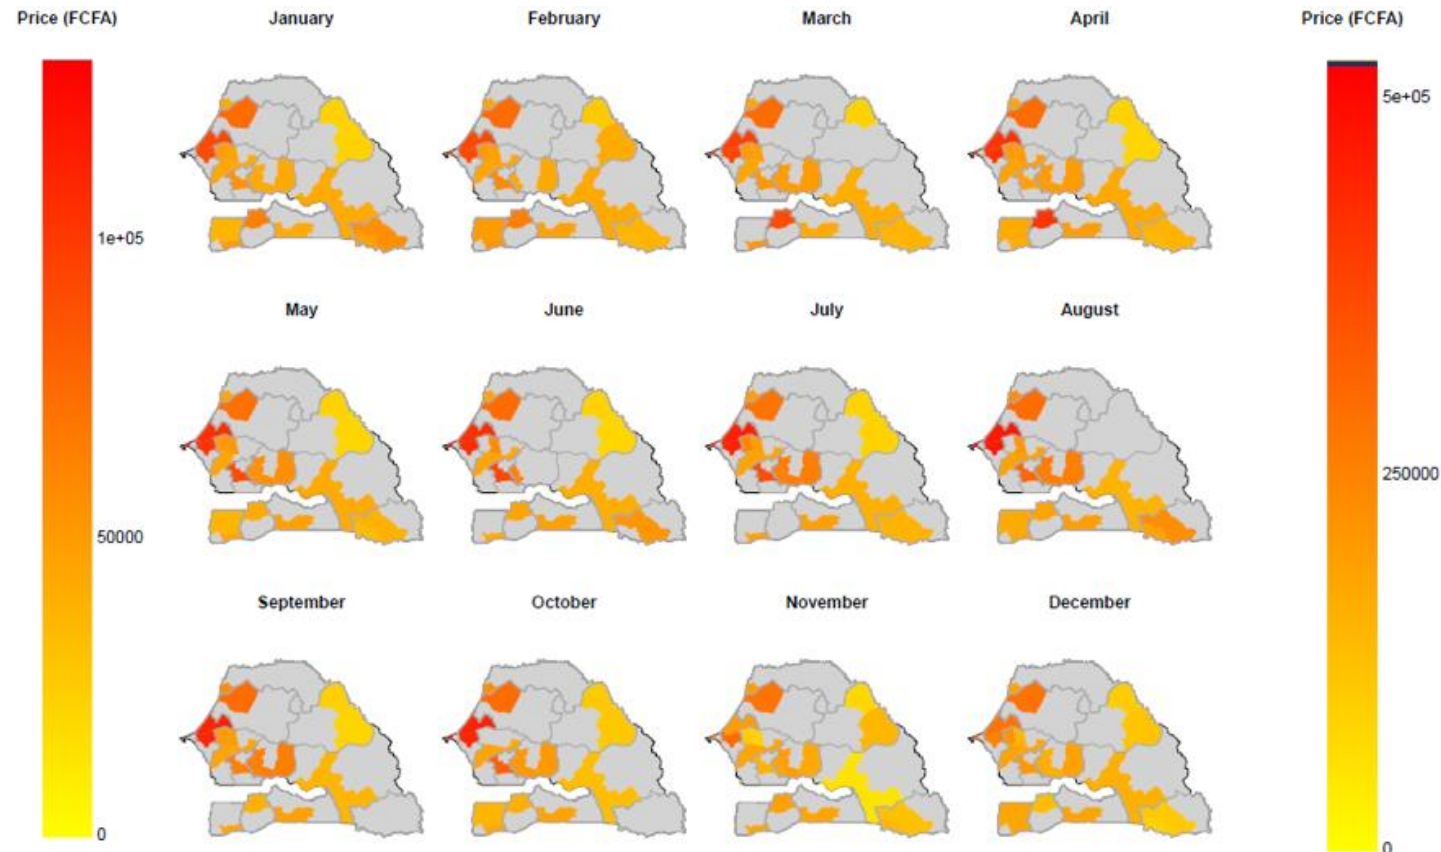 Price (FCFA)
January
February
March
April
Price (FCFA)
5e+05
1e+05
May
June
July
August
250000
50000
September
October
November
December
0
0